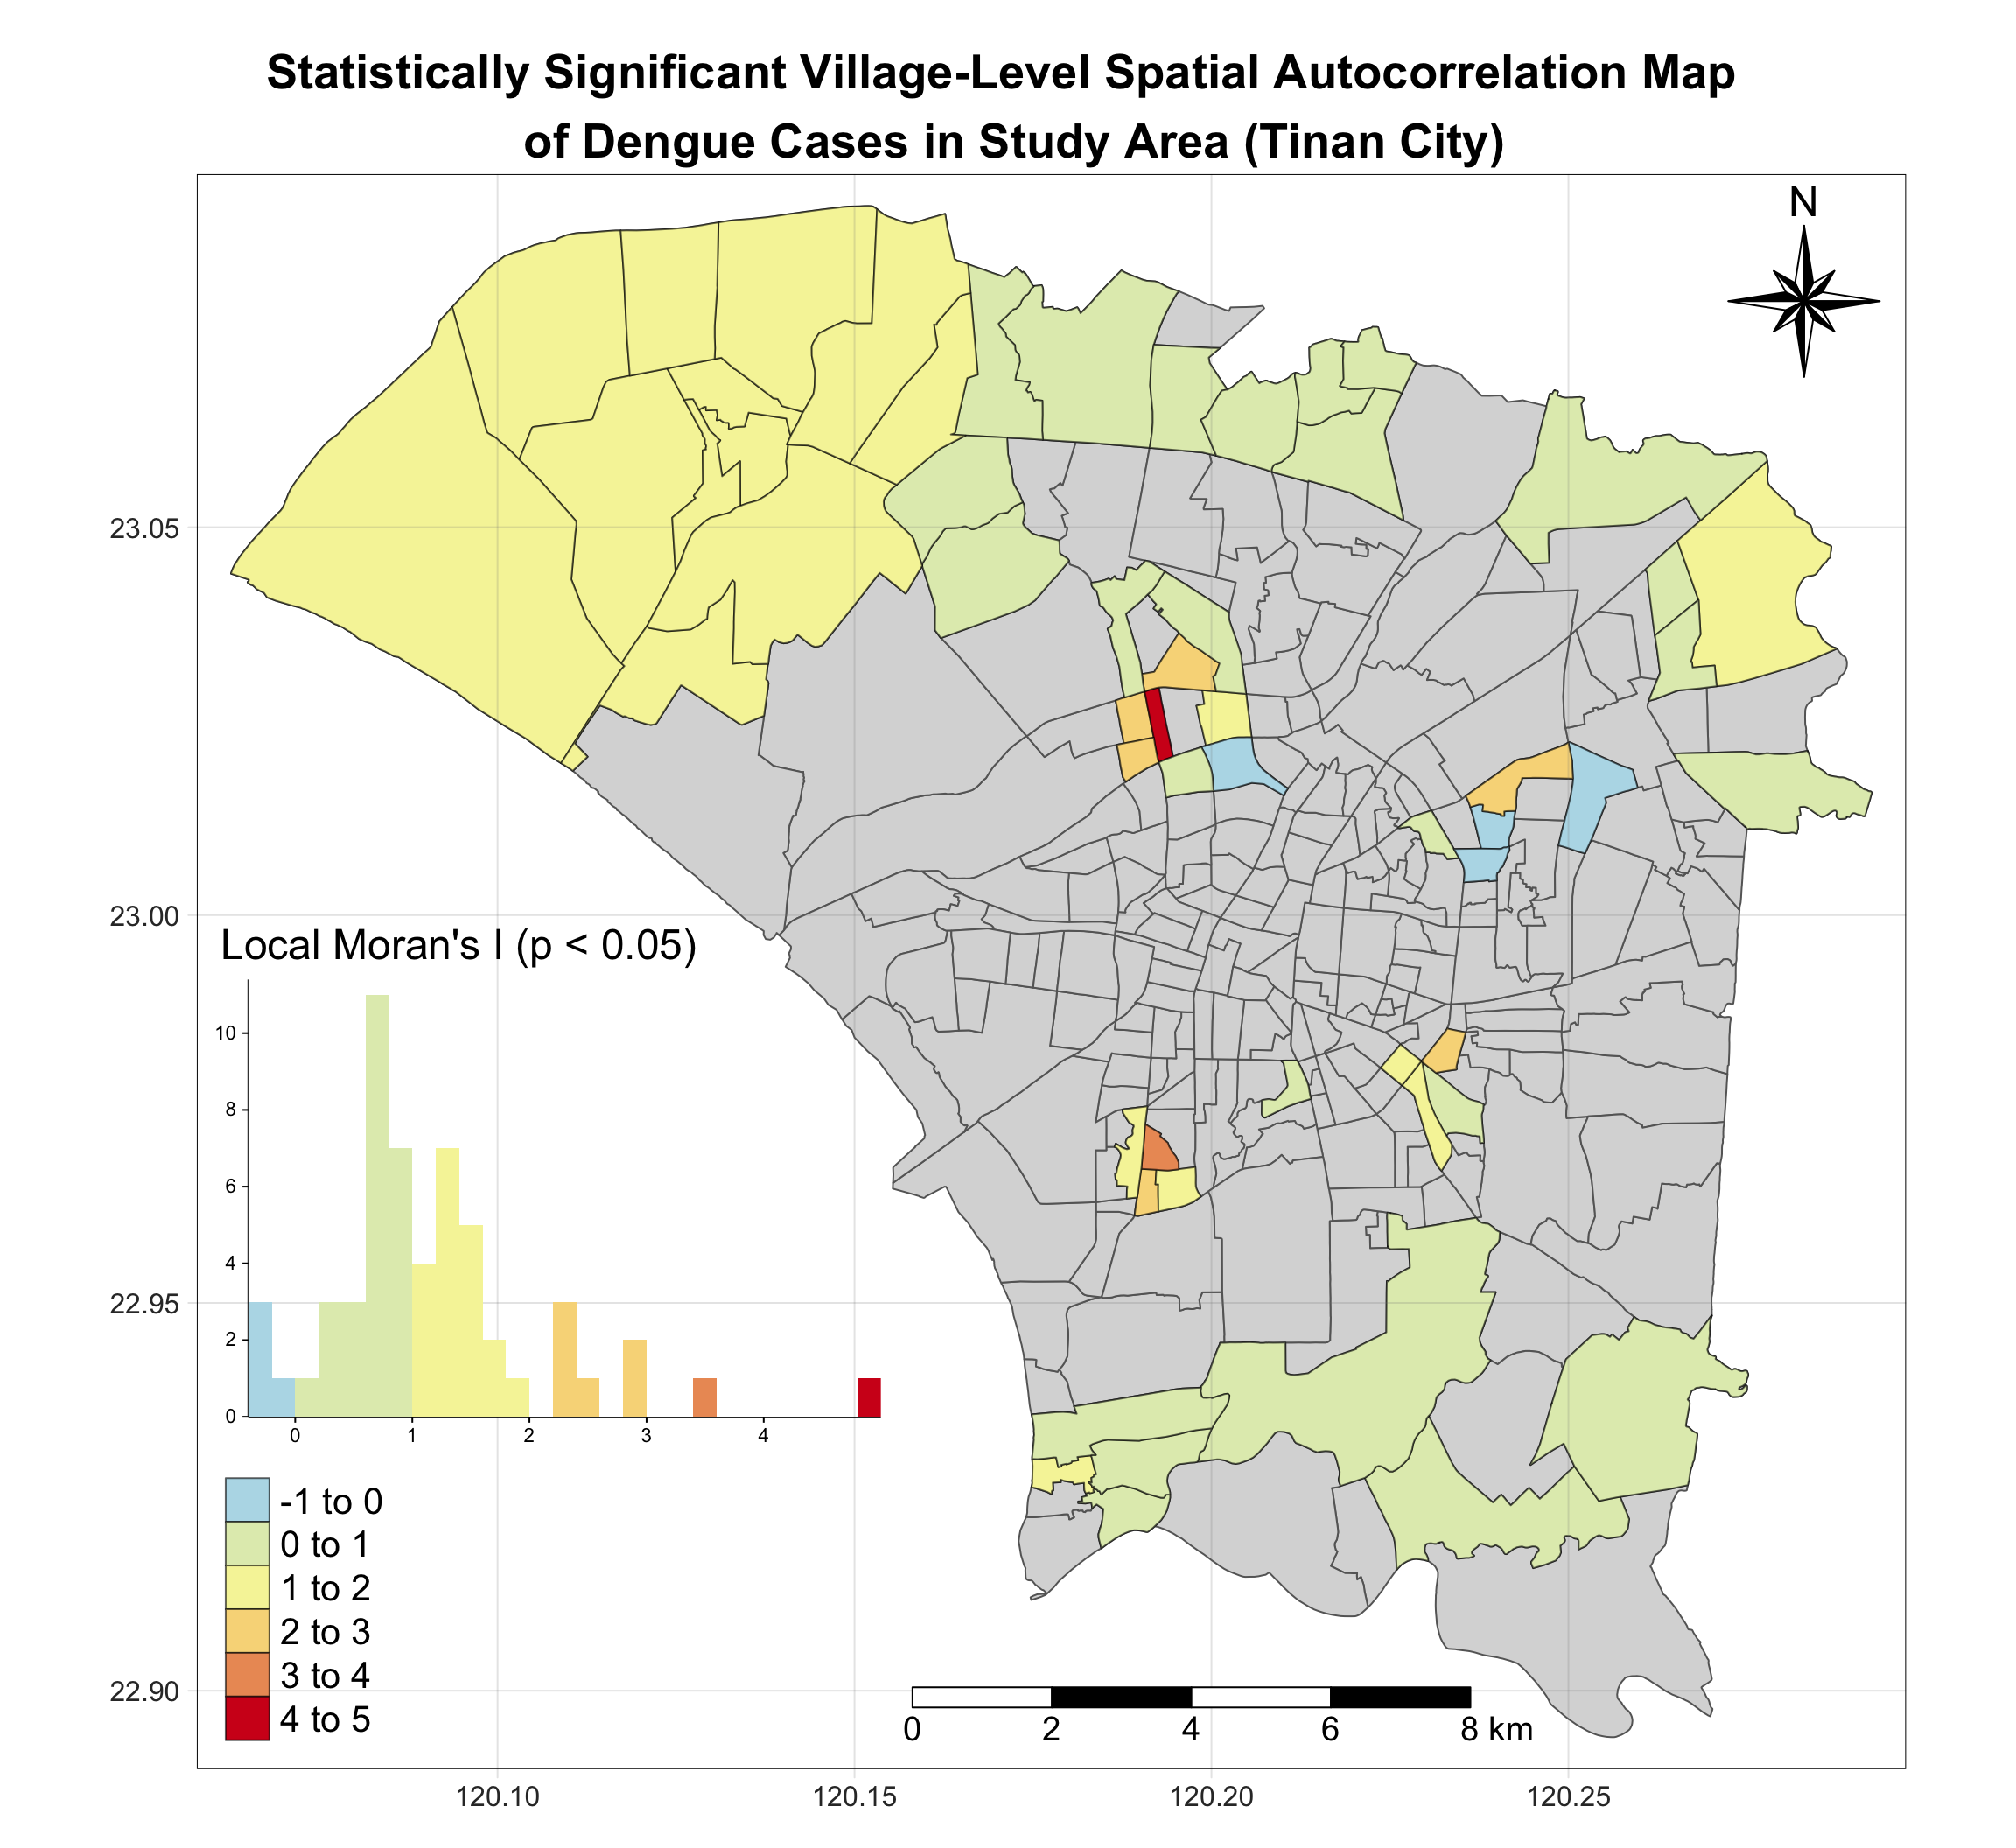 Statistically Significant Village-Level Spatial Autocorrelation Map
of Dengue Cases in Study Area (Tinan City)
N
23.05
23.00
22.95
22.90
Local Moran's I (p < 0.05)
10
8
6
4
2
0
0 1 2 3 4
-1 to 0
0 to 1
1 to 2
2 to 3
3 to 4
4 to 5
0 2 4 6 8 km
120.10 120.15 120.20 120.25